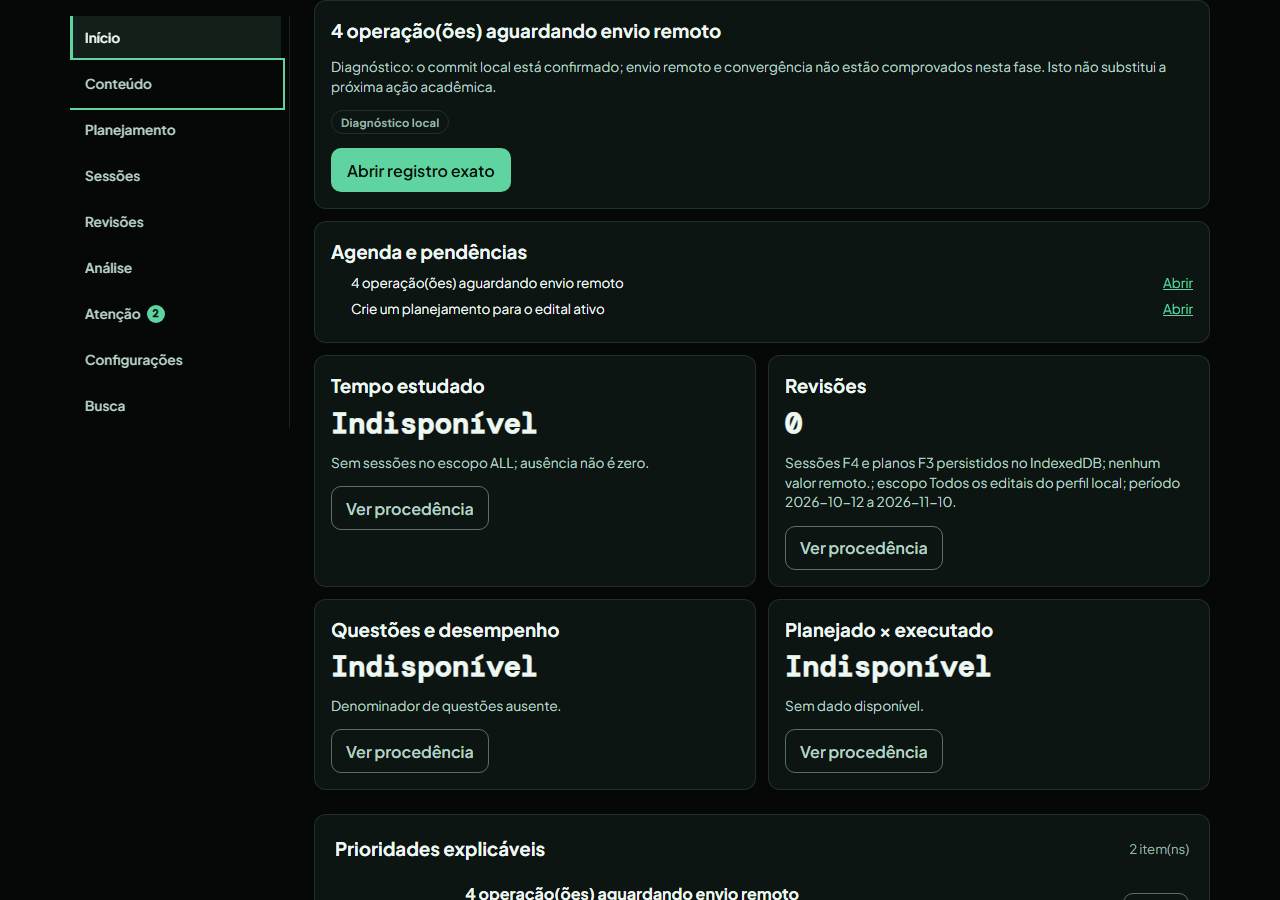 Início
Conteúdo
Planejamento
Sessões
Revisões
Análise
Atenção 2
Configurações
Busca
4 operação(ões) aguardando envio remoto
Diagnóstico: o commit local está confirmado; envio remoto e convergência não estão comprovados nesta fase. Isto não substitui a
próxima ação acadêmica.
Diagnóstico local
Abrir registro exato
Agenda e pendências
4 operação(ões) aguardando envio remoto Abrir
Crie um planejamento para o edital ativo Abrir
Tempo estudado
Indisponível
Sem sessões no escopo ALL; ausência não é zero.
Ver procedência
Revisões
0
Sessões F4 e planos F3 persistidos no IndexedDB; nenhum
valor remoto.; escopo Todos os editais do perfil local; período
2026-10-12 a 2026-11-10.
Ver procedência
Questões e desempenho
Indisponível
Denominador de questões ausente.
Ver procedência
Planejado × executado
Indisponível
Sem dado disponível.
Ver procedência
Prioridades explicáveis 2 item(ns)
4 operação(ões) aguardando envio remoto